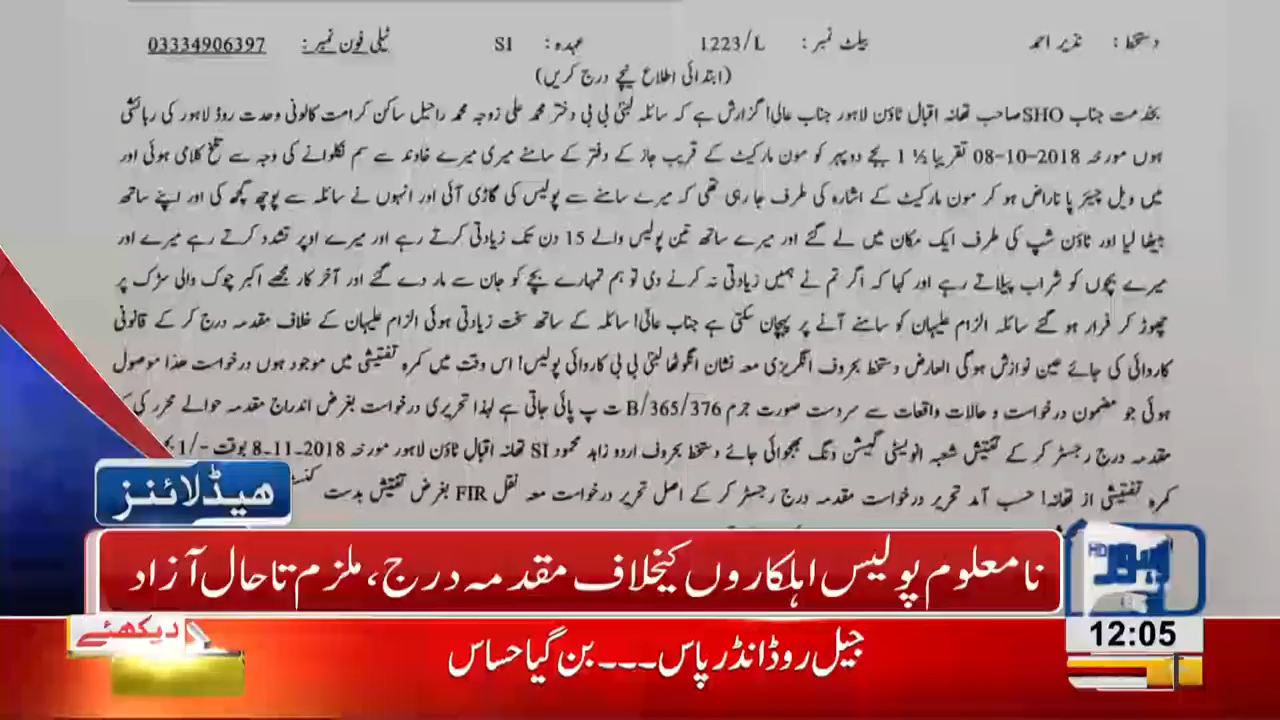 دستخط: نذیر احمد بیلٹ نمبر: 1223/L عہدہ: SI ٹیلی فون نمبر: 03334906397
(ابتدائی اطلاع نیچے درج کریں)
بخدمت جناب SHO صاحب تھانہ اقبال ٹاؤن لاہور جناب عالی! گزارش ہے کہ سائلہ لبنیٰ بی بی دختر محمد علی زوجہ محمد راحیل ساکن کرامت کالونی وحدت روڈ لاہور کی رہائشی
ہوں مورخہ 08-10-2018 تقریبا ½ 1 بجے دوپہر کو مون مارکیٹ کے قریب جاز کے دفتر کے سامنے میری میرے خاوند سے سم نکلوانے کی وجہ سے تلخ کلامی ہوئی اور
میں ویل چیئر پا ناراض ہو کر مون مارکیٹ کے اشارہ کی طرف جا رہی تھی کہ میرے سامنے سے پولیس کی گاڑی آئی اور انہوں نے سائلہ سے پوچھ گچھ کی اور اپنے ساتھ
بیٹھا لیا اور ٹاؤن شپ کی طرف ایک مکان میں لے گئے اور میرے ساتھ تین پولیس والے 15 دن تک زیادتی کرتے رہے اور میرے اوپر تشدد کرتے رہے میرے اور
میرے بچوں کو شراب پیلاتے رہے اور کہا کہ اگر تم نے ہمیں زیادتی نہ کرنے دی تو ہم تمہارے بچے کو جان سے مار دے گئے اور آخر کار مجھے اکبر چوک والی سڑک پر
چھوڑ کر فرار ہو گئے سائلہ الزام علیہان کو سامنے آنے پر پہچان سکتی ہے جناب عالی! سائلہ کے ساتھ سخت زیادتی ہوئی الزام علیہان کے خلاف مقدمہ درج کر کے قانونی
کاروائی کی جائے عین نوازش ہوگی العارض دستخط بحروف انگریزی معہ نشان انگوٹھا لبنیٰ بی بی کاروائی پولیس! اس وقت میں کمرہ تفتیشی میں موجود ہوں درخواست ھذا موصول
ہوئی جو مضمون درخواست و حالات واقعات سے سردست صورت جرم 365/376/B ت پ پائی جاتی ہے لہذا تحریری درخواست بغرض اندراج مقدمہ حوالے محرر کی
مقدمہ درج رجسٹر کر کے تفتیش شعبہ انویسٹی گیشن ونگ بھجوائی جائے دستخط بحروف اردو زاہد محمود SI تھانہ اقبال ٹاؤن لاہور مورخہ 2018-11-8 بوقت -/1
کمرہ تفتیشی از تھانہ! حسب آمد تحریر درخواست مقدمہ درج رجسٹر کر کے اصل تحریر درخواست معہ نقل FIR بغرض تفتیش بدست
ھیڈلائنز
نامعلوم پولیس اہلکاروں کیخلاف مقدمہ درج، ملزم تاحال آزاد
دیکھئے
جیل روڈ انڈر پاس۔۔۔ بن گیا حساس
HD
لاہور
12:05